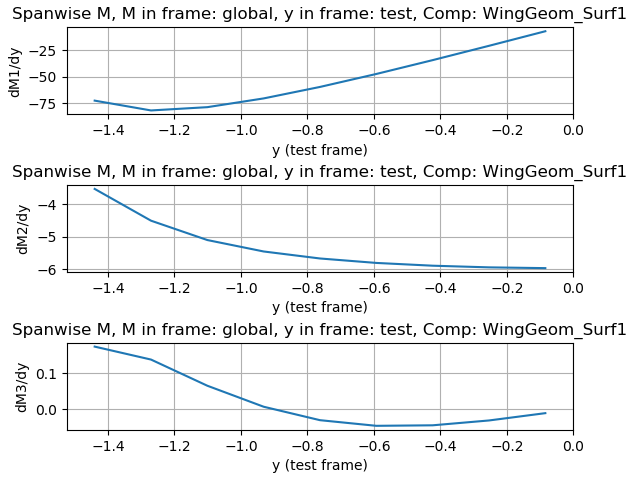 Spanwise M, M in frame: global, y in frame: test, Comp: WingGeom_Surf1
dM1/dy
−25
−50
−75
−1.4 −1.2 −1.0 −0.8 −0.6 −0.4 −0.2 0.0
y (test frame)
Spanwise M, M in frame: global, y in frame: test, Comp: WingGeom_Surf1
dM2/dy
−4
−5
−6
−1.4 −1.2 −1.0 −0.8 −0.6 −0.4 −0.2 0.0
y (test frame)
Spanwise M, M in frame: global, y in frame: test, Comp: WingGeom_Surf1
dM3/dy
0.1
0.0
−1.4 −1.2 −1.0 −0.8 −0.6 −0.4 −0.2 0.0
y (test frame)